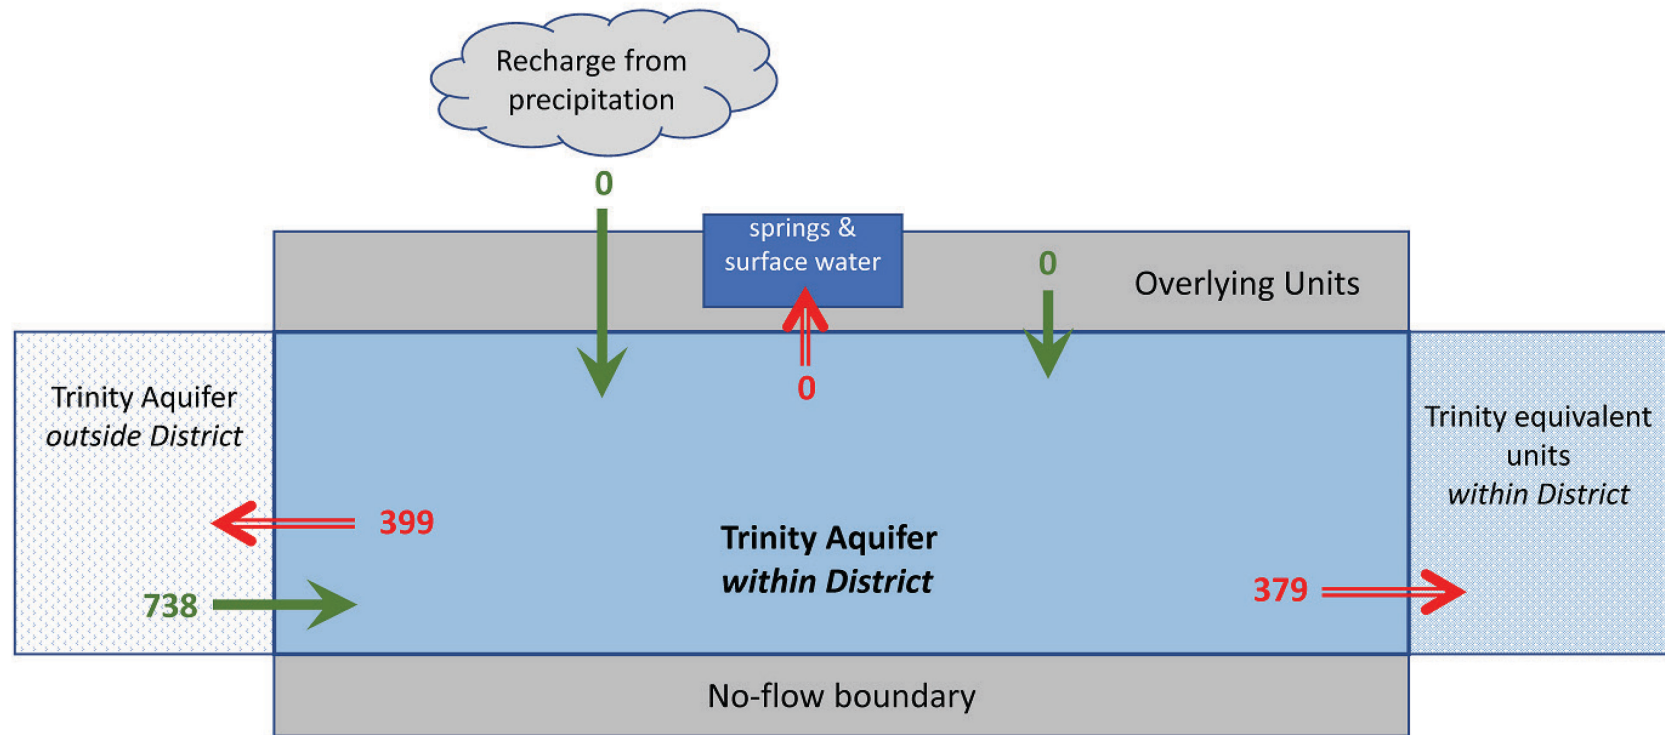 Recharge from
precipitation
0
springs &
surface water
0
Overlying Units
0
Trinity Aquifer
outside District
Trinity equivalent
units
within District
399
Trinity Aquifer
within District
738
379
No-flow boundary